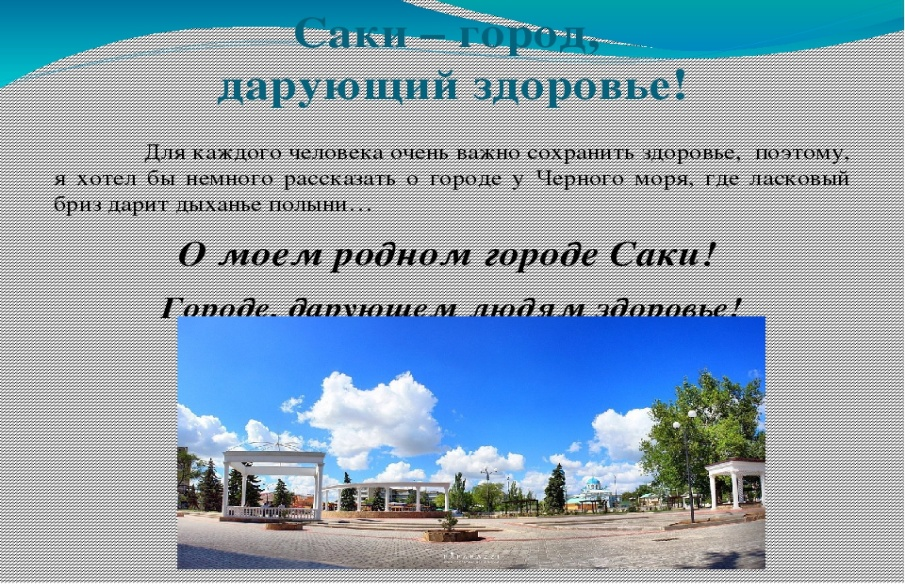 Саки – город,
дарующий здоровье!
Для каждого человека очень важно сохранить здоровье, поэтому,
я хотел бы немного рассказать о городе у Черного моря, где ласковый
бриз дарит дыханье полыни…
О моем родном городе Саки!
Городе, дарующем людям здоровье!